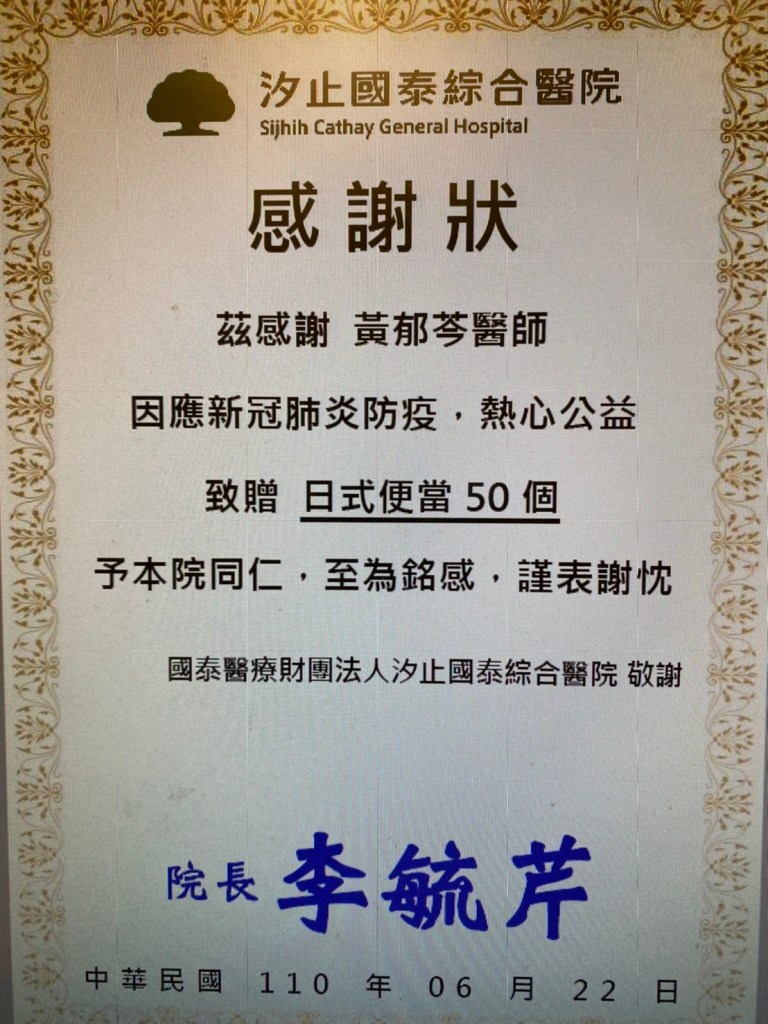 汐止國泰綜合醫院
Sijhih Cathay General Hospital
感謝狀
茲感謝 黃郁芩醫師
因應新冠肺炎防疫，熱心公益
致贈 日式便當 50 個
予本院同仁，至為銘感，謹表謝忱
國泰醫療財團法人汐止國泰綜合醫院 敬謝
院長 李毓芹
中華民國 110 年 06 月 22 日